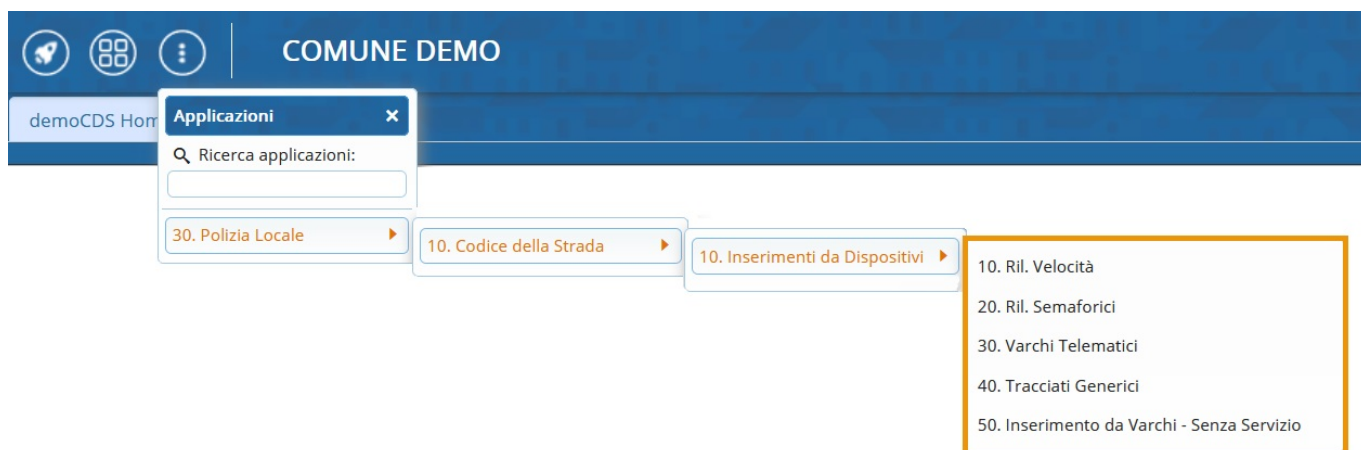 COMUNE DEMO
demoCDS Hom
Applicazioni
Ricerca applicazioni:
30. Polizia Locale
10. Codice della Strada
10. Inserimenti da Dispositivi
10. Ril. Velocità
20. Ril. Semaforici
30. Varchi Telematici
40. Tracciati Generici
50. Inserimento da Varchi - Senza Servizio